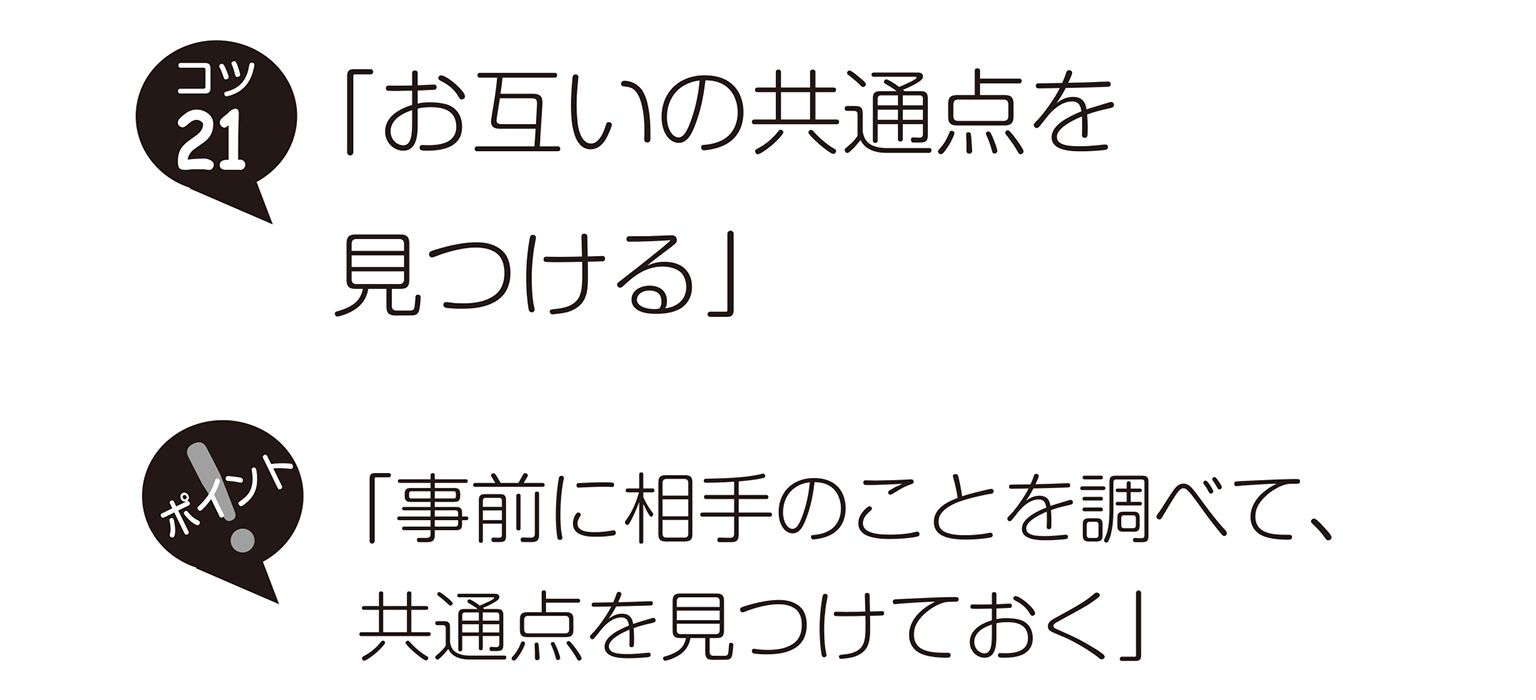 コツ
21
「お互いの共通点を
見つける」
ポイント
「事前に相手のことを調べて、
共通点を見つけておく」